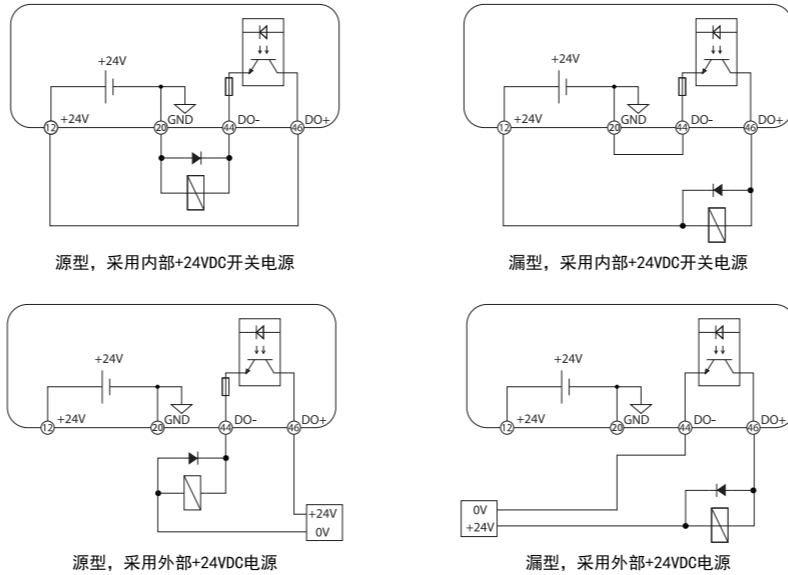 +24V
12 +24V 20 GND 44 DO- 46 DO+
源型，采用内部+24VDC开关电源
+24V
12 +24V 20 GND 44 DO- 46 DO+
漏型，采用内部+24VDC开关电源
+24V
12 +24V 20 GND 44 DO- 46 DO+
+24V
0V
源型，采用外部+24VDC电源
+24V
12 +24V 20 GND 44 DO- 46 DO+
0V
+24V
漏型，采用外部+24VDC电源